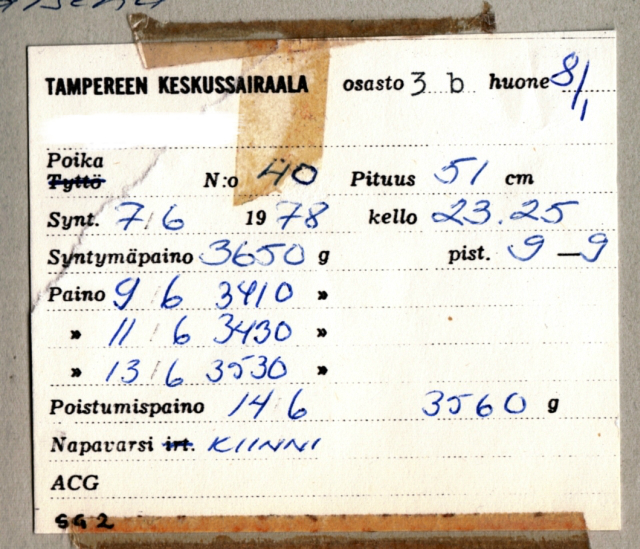 TAMPEREEN KESKUSSAIRAALA osasto 3 b huone 8/1
Poika
Tyttö N:o 40 Pituus 51 cm
Synt. 7/6 1978 kello 23.25
Syntymäpaino 3650 g pist. 9-9
Paino 9/6 3410 »
» 11/6 3430 »
» 13/6 3530 »
Poistumispaino 14/6 3560 g
Napavarsi irt. KIINNI
ACG
SG 2